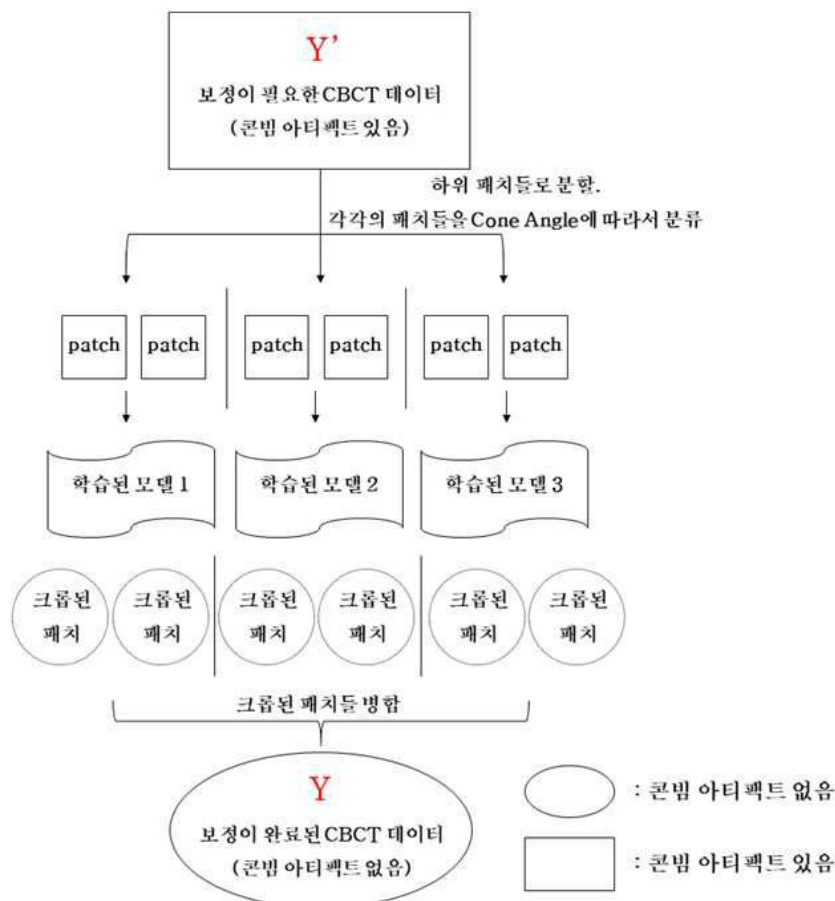 Y’
보정이 필요한 CBCT 데이터
(콘빔 아티팩트 있음)
하위 패치들로 분할.
각각의 패치들을 Cone Angle에 따라서 분류
patch patch patch patch patch patch
학습된 모델 1 학습된 모델 2 학습된 모델 3
크롭된 크롭된 크롭된 크롭된 크롭된 크롭된
패치 패치 패치 패치 패치 패치
크롭된 패치들 병합
Y
보정이 완료된 CBCT 데이터
(콘빔 아티팩트 없음)
: 콘빔 아티팩트 없음
: 콘빔 아티팩트 있음